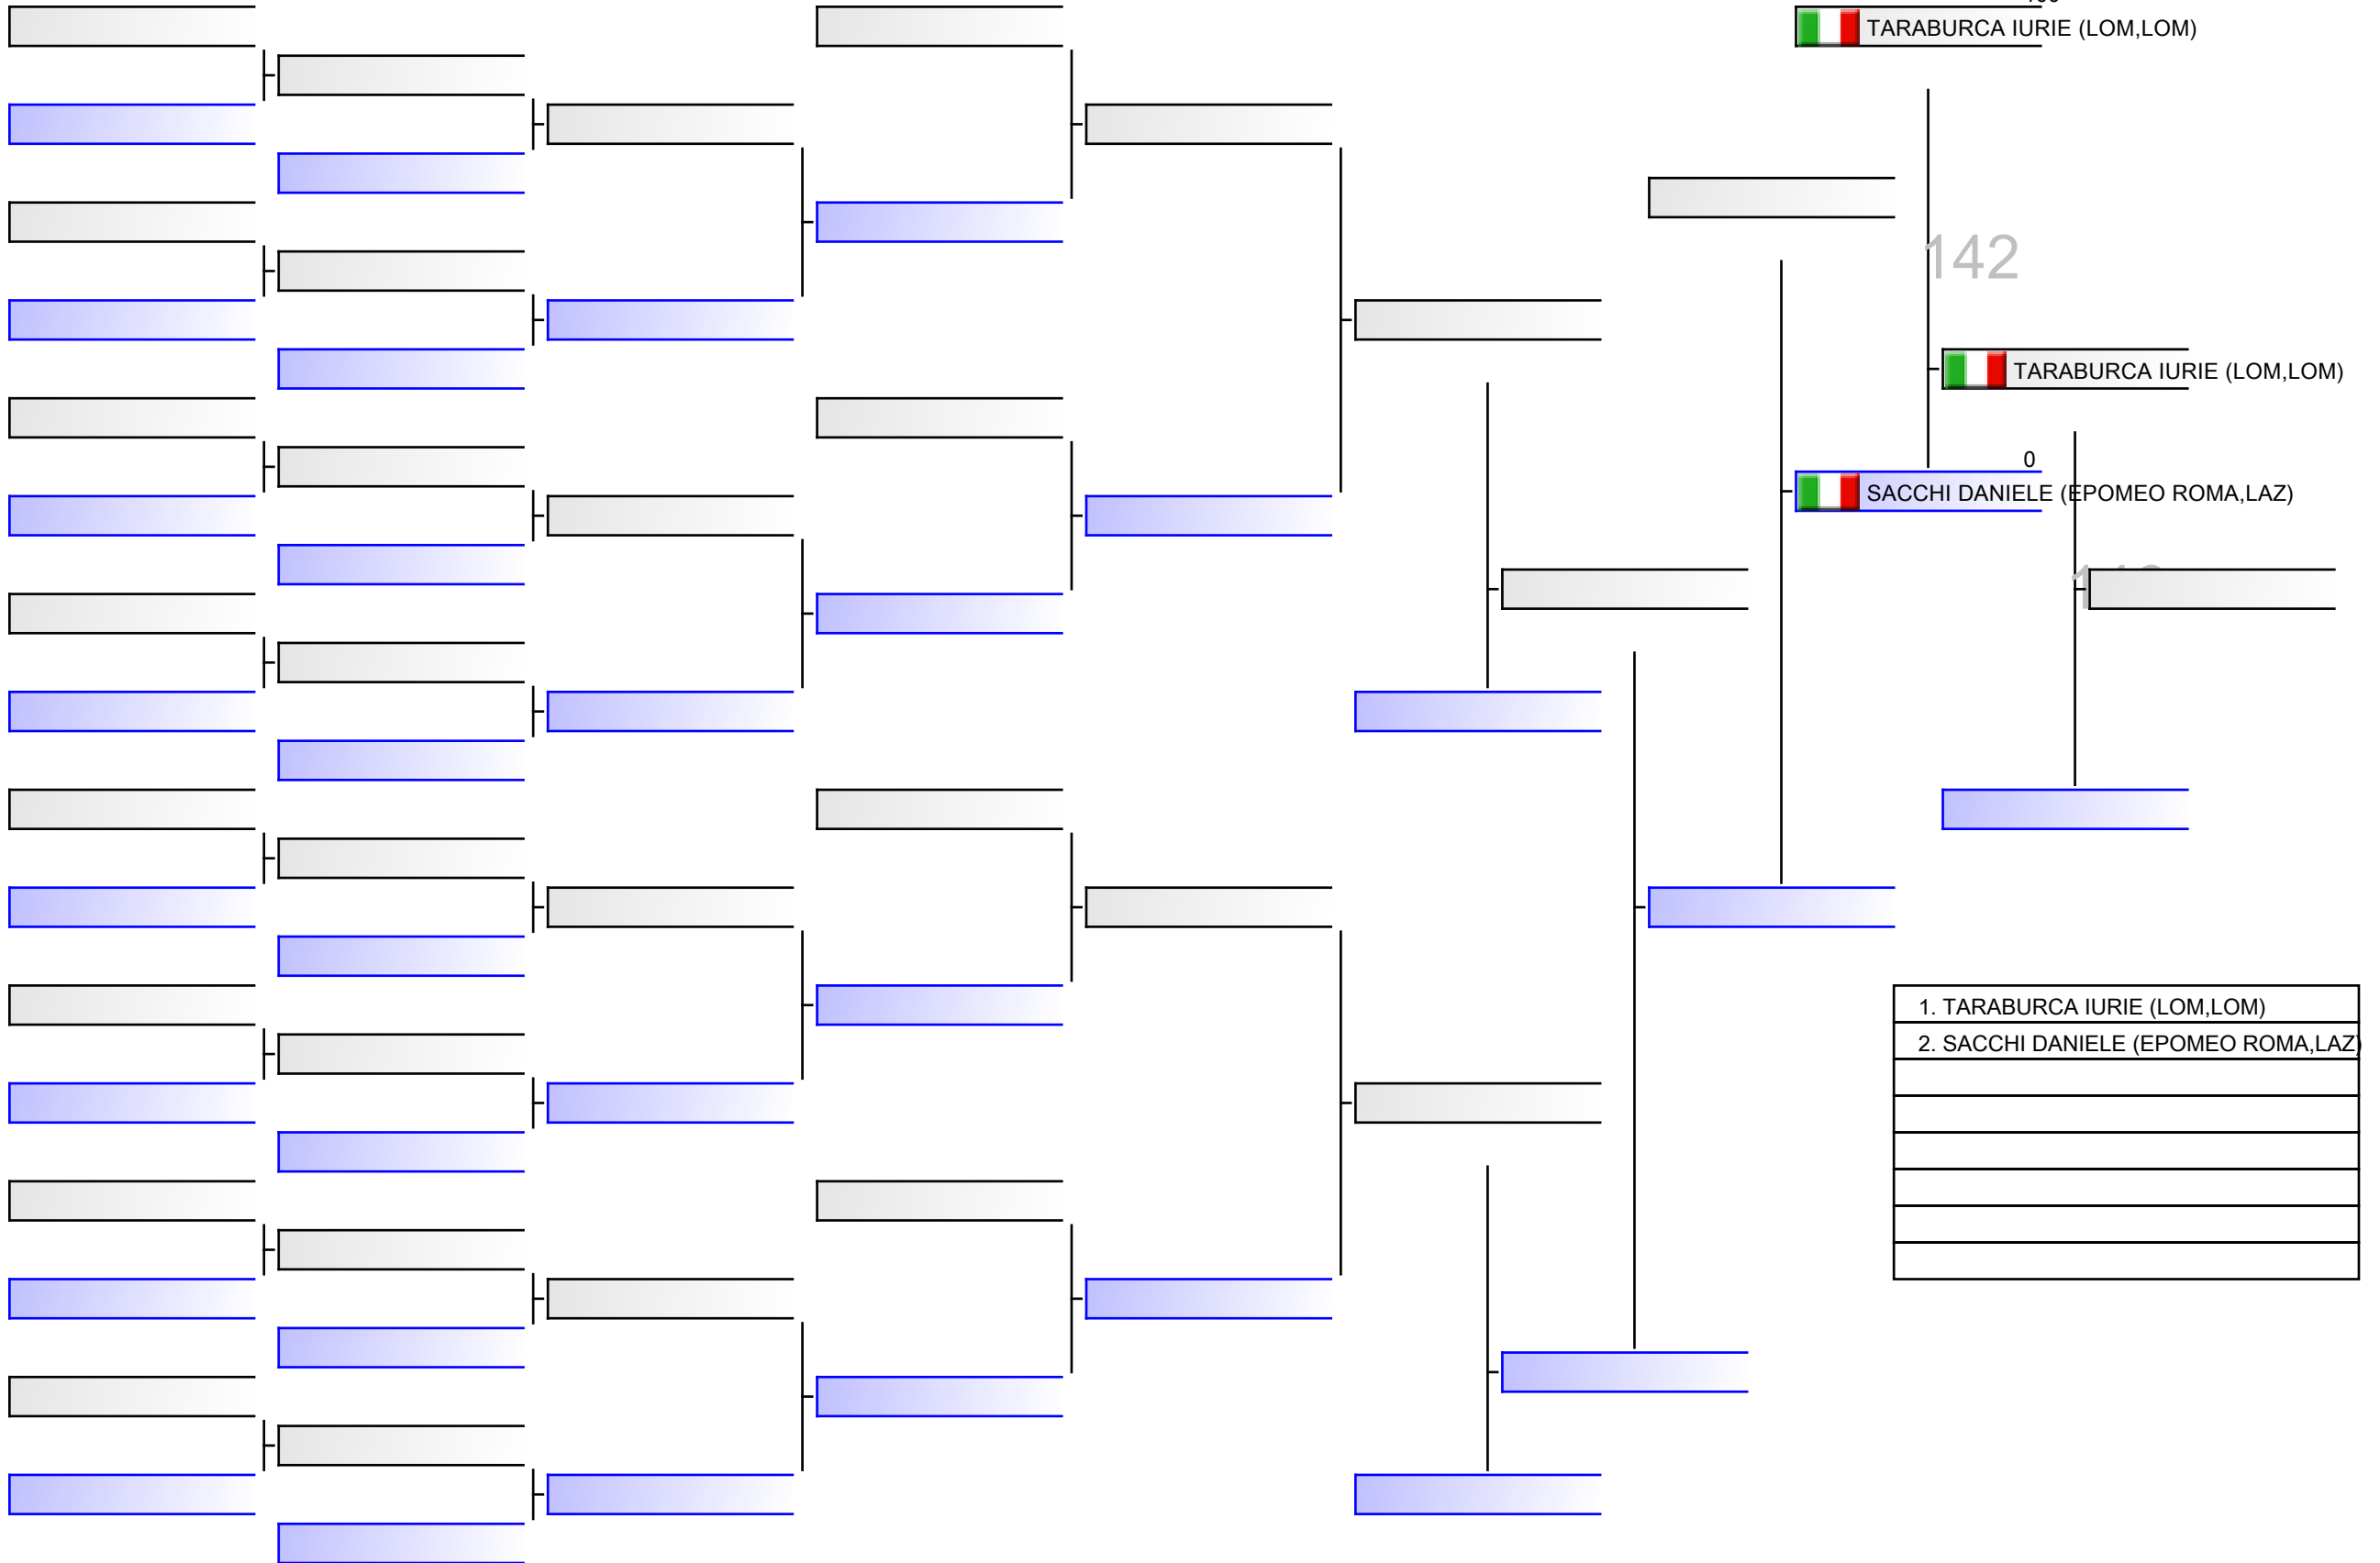 TARABURCA IURIE (LOM,LOM)
142
TARABURCA IURIE (LOM,LOM)
0
SACCHI DANIELE (EPOMEO ROMA,LAZ)
1. TARABURCA IURIE (LOM,LOM)
2. SACCHI DANIELE (EPOMEO ROMA,LAZ)